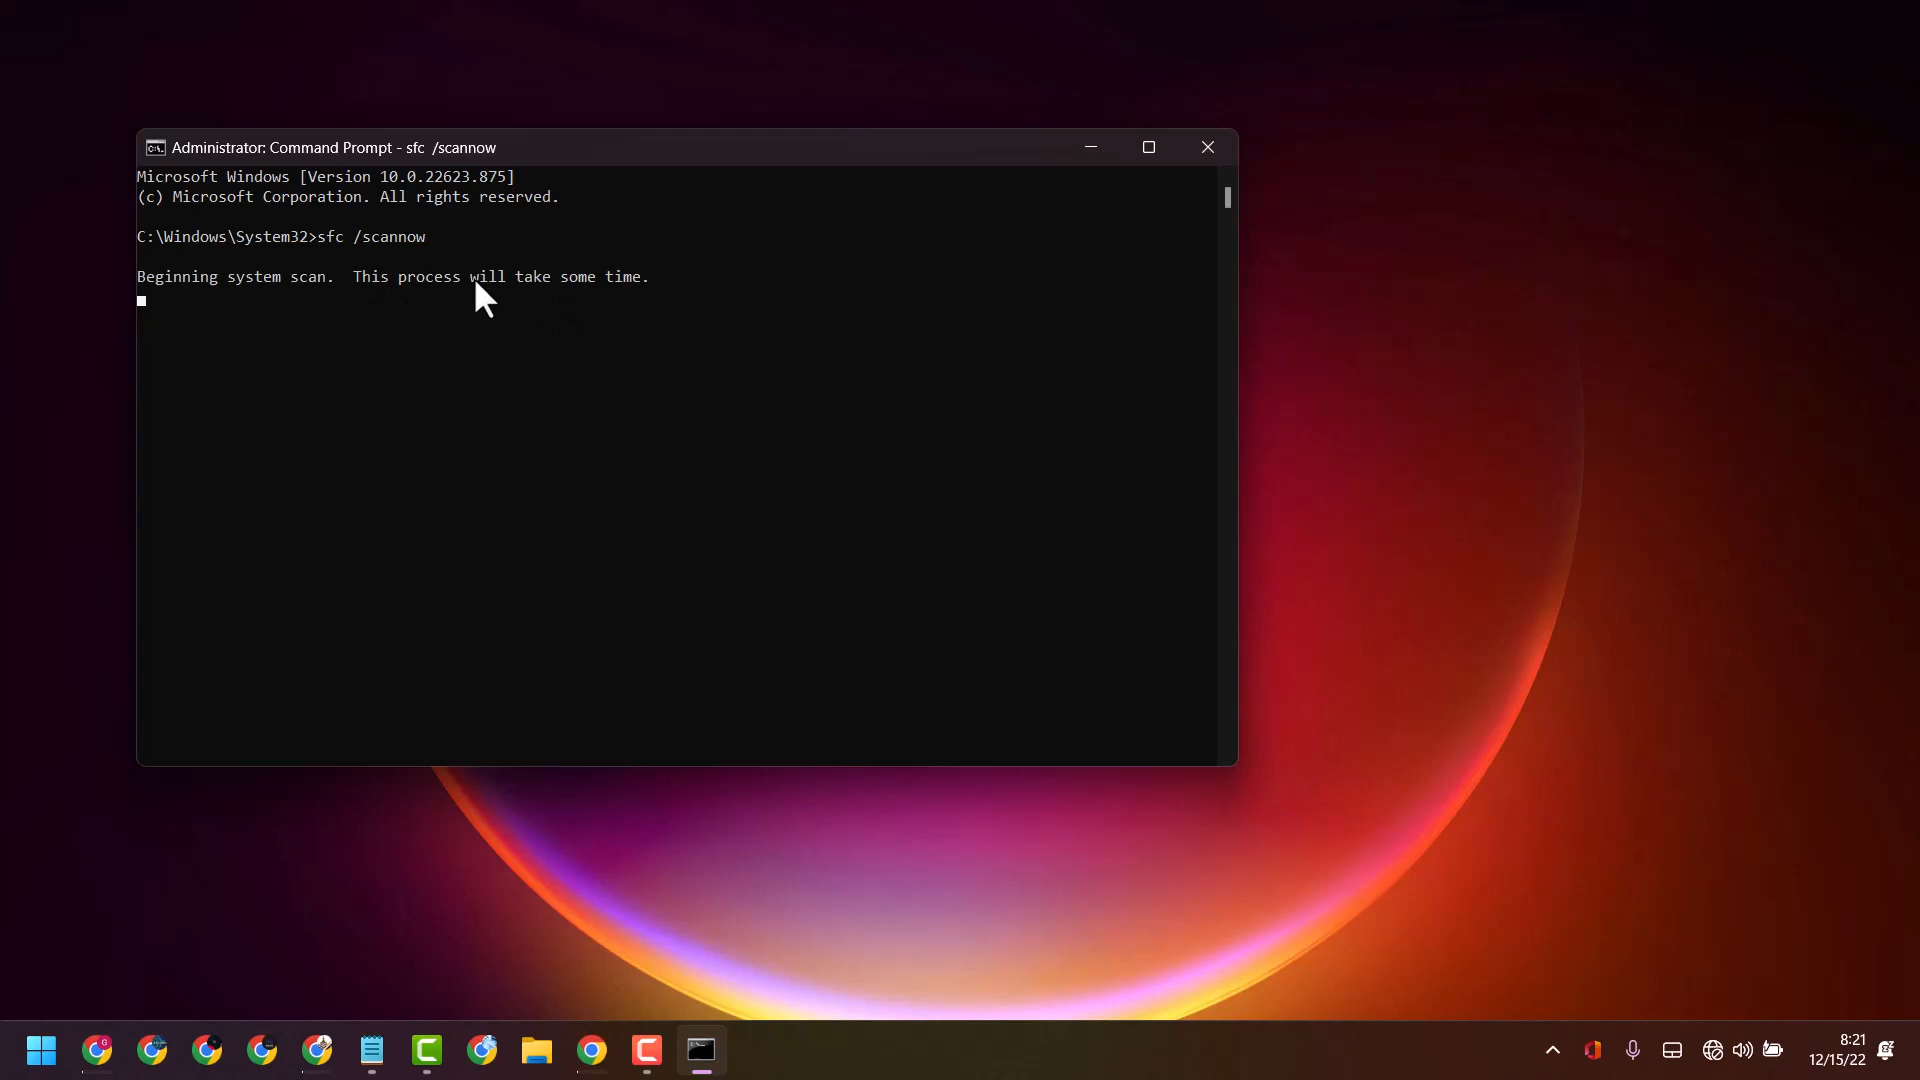 Administrator: Command Prompt - sfc  /scannow
Microsoft Windows [Version 10.0.22623.875]
(c) Microsoft Corporation. All rights reserved.
C:\Windows\System32>sfc /scannow
Beginning system scan.  This process will take some time.
8:21
12/15/22